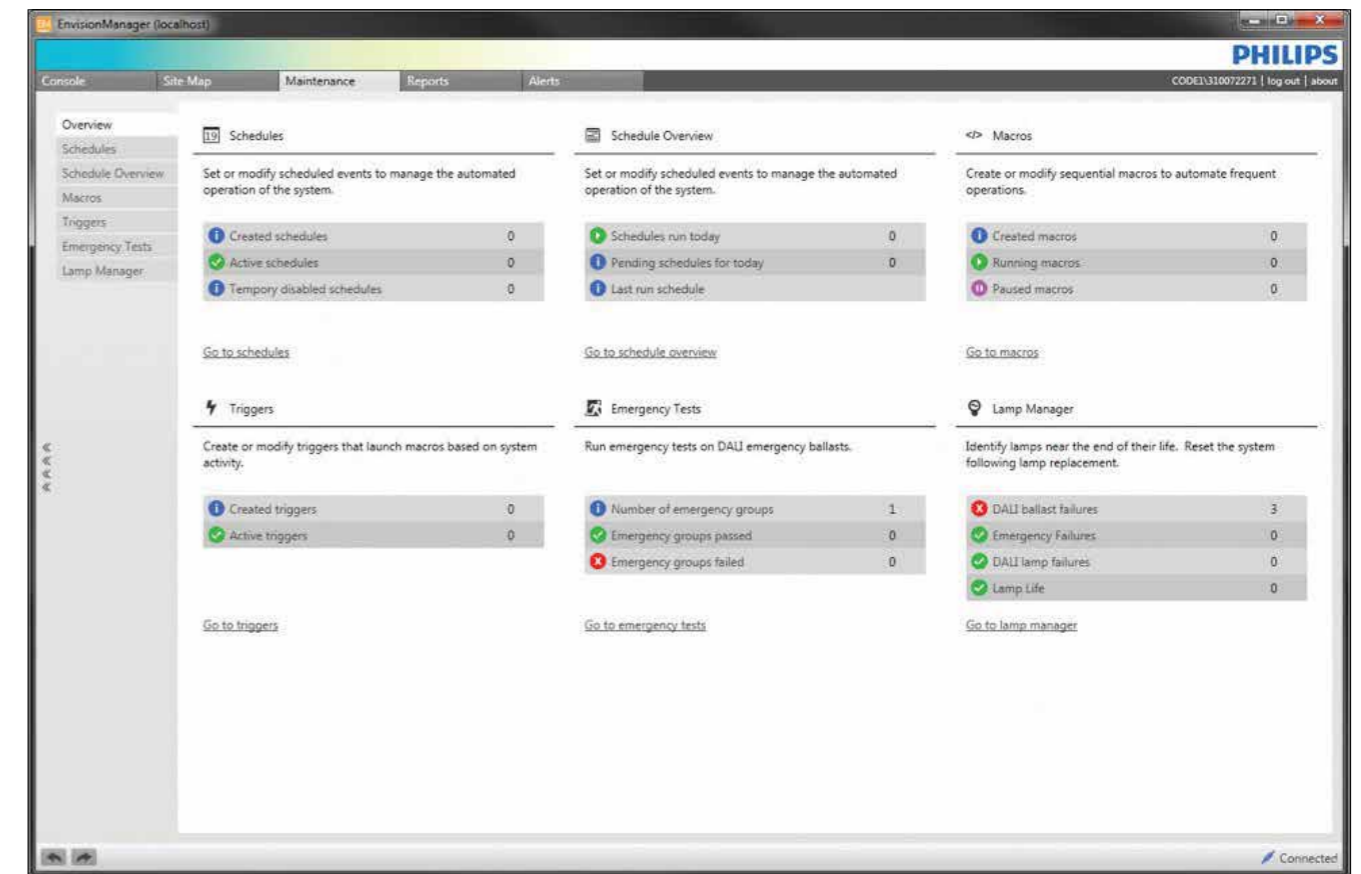 EnvisionManager (localhost)
PHILIPS
Console Site Map Maintenance Reports Alerts CODE1\310072271 | log out | about
Overview
Schedules
Schedule Overview
Macros
Triggers
Emergency Tests
Lamp Manager
19 Schedules
Set or modify scheduled events to manage the automated
operation of the system.
Created schedules 0
Active schedules 0
Tempory disabled schedules 0
Go to schedules
Schedule Overview
Set or modify scheduled events to manage the automated
operation of the system.
Schedules run today 0
Pending schedules for today 0
Last run schedule
Go to schedule overview
</> Macros
Create or modify sequential macros to automate frequent
operations.
Created macros 0
Running macros 0
Paused macros 0
Go to macros
Triggers
Create or modify triggers that launch macros based on system
activity.
Created triggers 0
Active triggers 0
Go to triggers
Emergency Tests
Run emergency tests on DALI emergency ballasts.
Number of emergency groups 1
Emergency groups passed 0
Emergency groups failed 0
Go to emergency tests
Lamp Manager
Identify lamps near the end of their life. Reset the system
following lamp replacement.
DALI ballast failures 3
Emergency Failures 0
DALI lamp failures 0
Lamp Life 0
Go to lamp manager
Connected